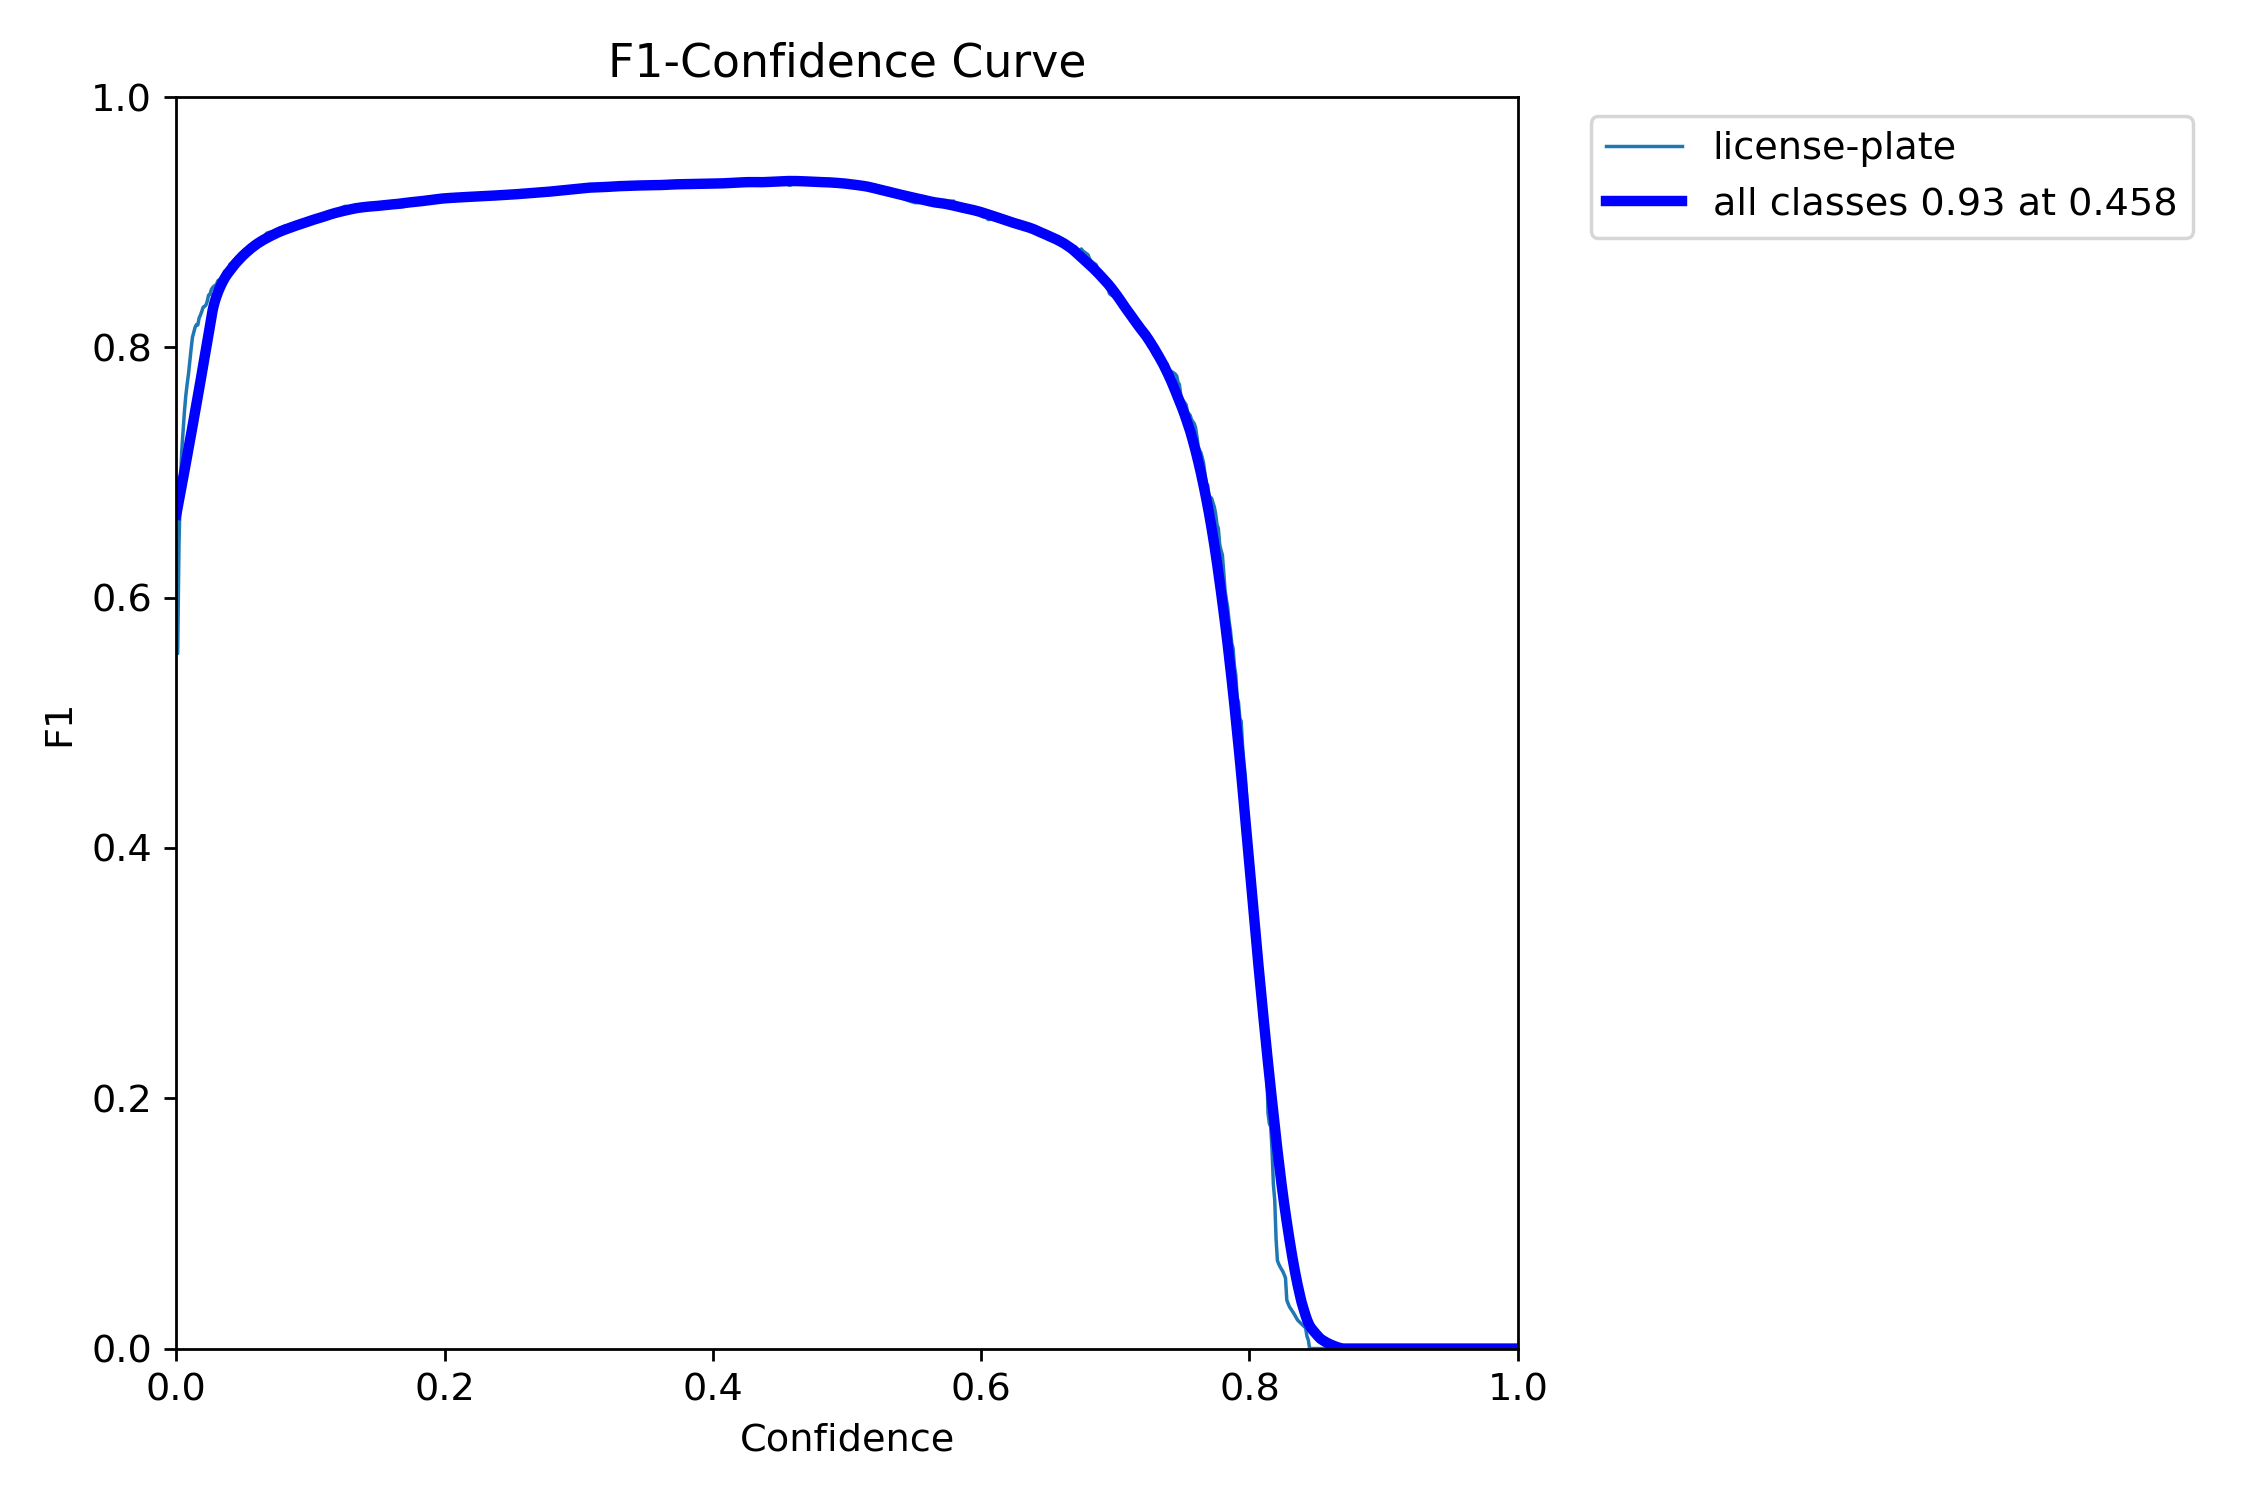 F1-Confidence Curve
1.0
0.8
0.6
0.4
0.2
0.0
F1
0.0 0.2 0.4 0.6 0.8 1.0
Confidence
license-plate
all classes 0.93 at 0.458